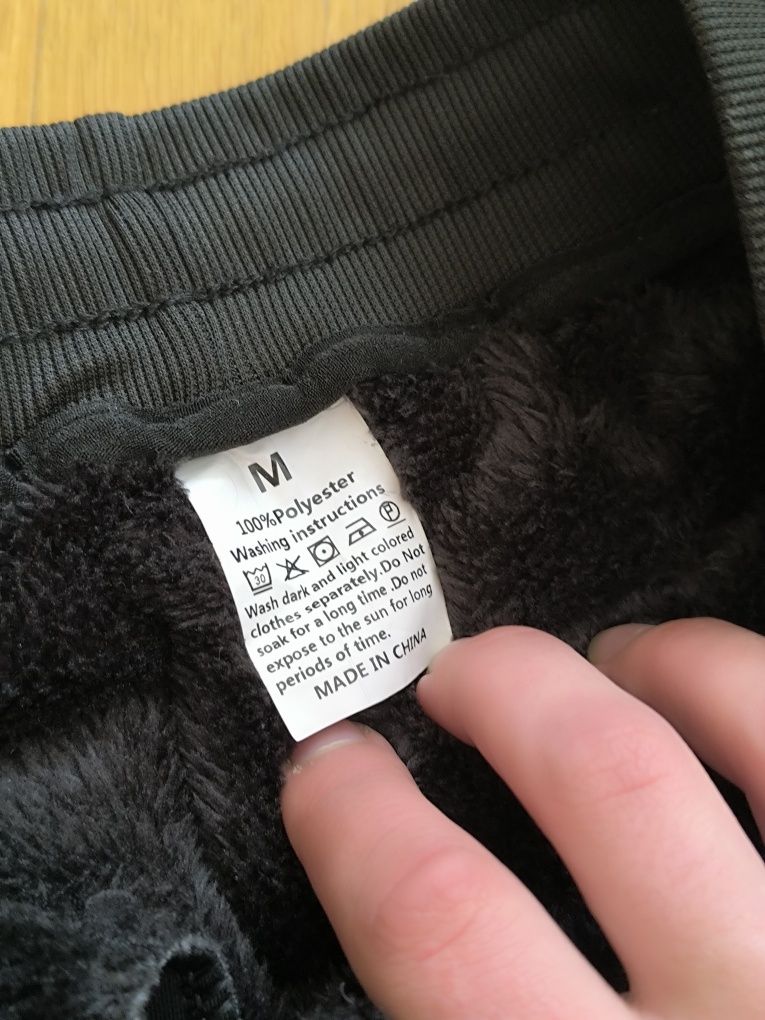 M
100%Polyester
Washing instructions
30 P
Wash dark and light colored
clothes separately.Do Not
soak for a long time .Do not
expose to the sun for long
periods of time.
MADE IN CHINA